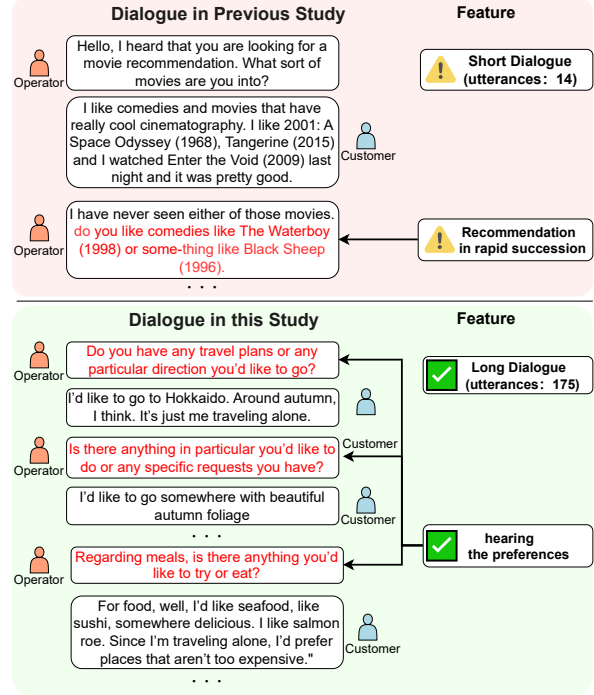 Dialogue in Previous Study
Feature
Hello, I heard that you are looking for a
movie recommendation. What sort of
movies are you into?
Operator
Short Dialogue
(utterances: 14)
I like comedies and movies that have
really cool cinematography. I like 2001: A
Space Odyssey (1968), Tangerine (2015)
and I watched Enter the Void (2009) last
night and it was pretty good.
Customer
I have never seen either of those movies.
do you like comedies like The Waterboy
(1998) or some-thing like Black Sheep
(1996).
Operator
Recommendation
in rapid succession
. . .
Dialogue in this Study
Feature
Do you have any travel plans or any
particular direction you'd like to go?
Operator
Long Dialogue
(utterances: 175)
I'd like to go to Hokkaido. Around autumn,
I think. It's just me traveling alone.
Customer
Is there anything in particular you'd like to
do or any specific requests you have?
Operator
I'd like to go somewhere with beautiful
autumn foliage
Customer
. . .
hearing
the preferences
Regarding meals, is there anything you'd
like to try or eat?
Operator
For food, well, I'd like seafood, like
sushi, somewhere delicious. I like salmon
roe. Since I'm traveling alone, I'd prefer
places that aren't too expensive."
Customer
. . .